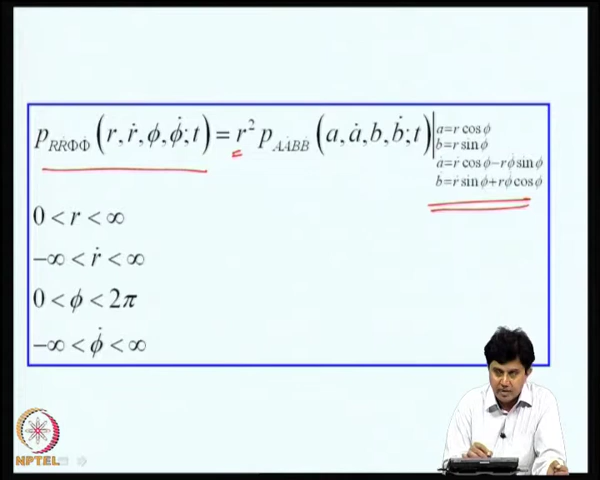 p_{RṘΦΦ̇}(r, ṙ, ϕ, ϕ̇; t) = r² p_{AȦBḂ}(a, ȧ, b, ḃ; t)|
a=r cos ϕ
b=r sin ϕ
ȧ=ṙ cos ϕ−rϕ̇ sin ϕ
ḃ=ṙ sin ϕ+rϕ̇ cos ϕ
0 < r < ∞
−∞ < ṙ < ∞
0 < ϕ < 2π
−∞ < ϕ̇ < ∞
NPTEL